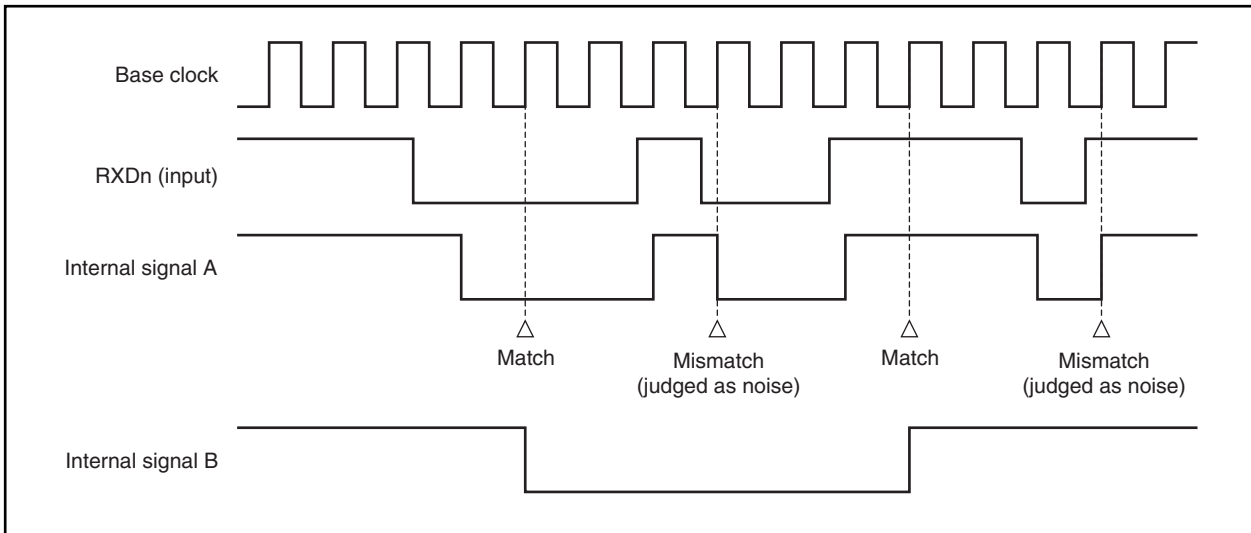 Base clock
RXDn (input)
Internal signal A
Match
Mismatch
(judged as noise)
Match
Mismatch
(judged as noise)
Internal signal B